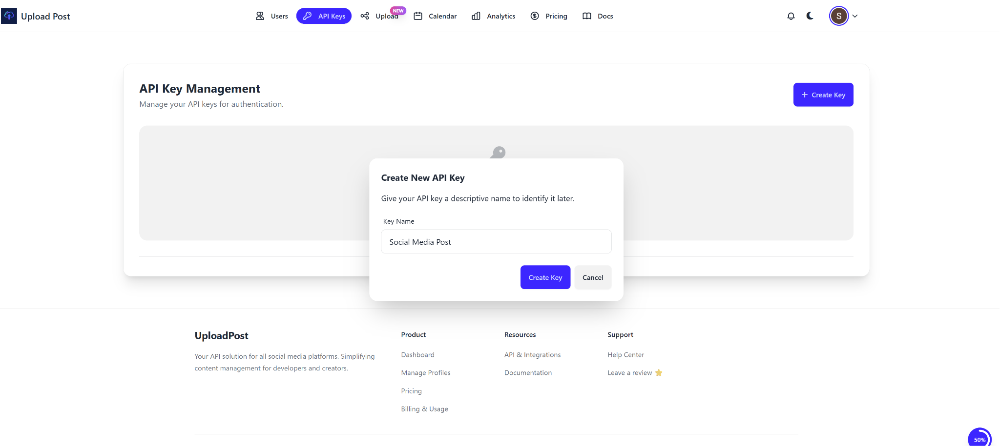 Upload Post
Users
API Keys
Upload
NEW
Calendar
Analytics
Pricing
Docs
S
API Key Management
Manage your API keys for authentication.
+ Create Key
Create New API Key
Give your API key a descriptive name to identify it later.
Key Name
Social Media Post
Create Key
Cancel
UploadPost
Your API solution for all social media platforms. Simplifying
content management for developers and creators.
Product
Dashboard
Manage Profiles
Pricing
Billing & Usage
Resources
API & Integrations
Documentation
Support
Help Center
Leave a review ⭐
50%